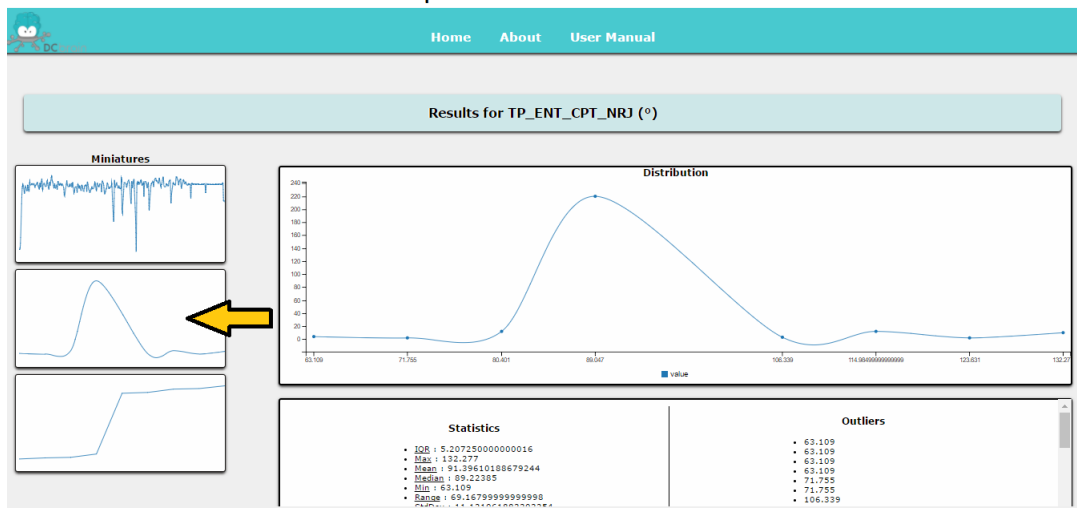 DC
Home About User Manual
Results for TP_ENT_CPT_NRJ (º)
Miniatures
Distribution
240
220
200
180
160
140
120
100
80
60
40
20
0
63.109 71.755 80.401 89.047 106.339 114.98499999999999 123.631 132.27
value
Statistics
IQR : 5.207250000000016
Max : 132.277
Mean : 91.39610188679244
Median : 89.22385
Min : 63.109
Range : 69.16799999999998
Outliers
63.109
63.109
63.109
63.109
71.755
71.755
106.339